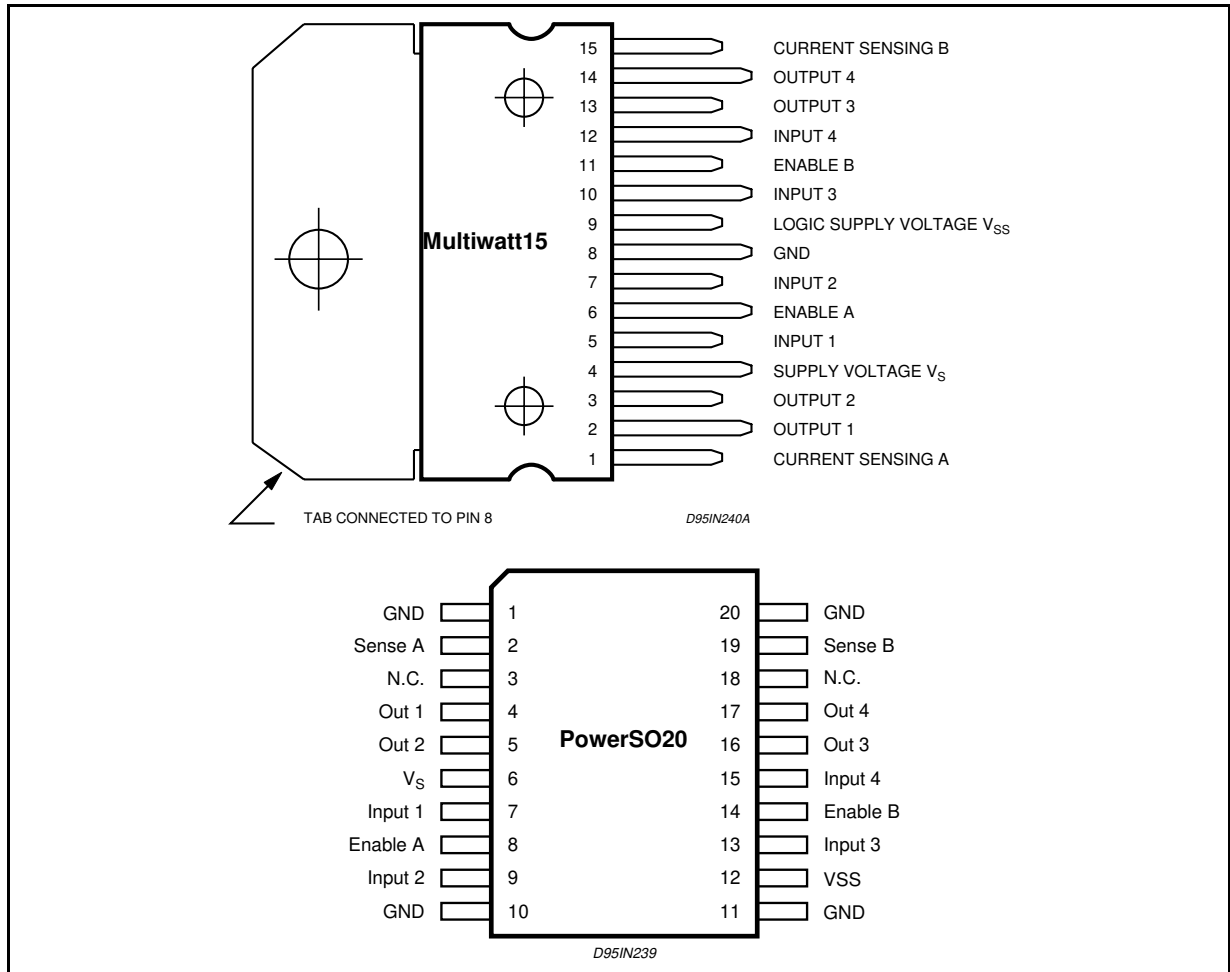 15 CURRENT SENSING B
14 OUTPUT 4
13 OUTPUT 3
12 INPUT 4
11 ENABLE B
10 INPUT 3
9 LOGIC SUPPLY VOLTAGE VSS
Multiwatt15
8 GND
7 INPUT 2
6 ENABLE A
5 INPUT 1
4 SUPPLY VOLTAGE VS
3 OUTPUT 2
2 OUTPUT 1
1 CURRENT SENSING A
TAB CONNECTED TO PIN 8 D95IN240A
GND 1 20 GND
Sense A 2 19 Sense B
N.C. 3 18 N.C.
Out 1 4 17 Out 4
Out 2 5 PowerSO20 16 Out 3
VS 6 15 Input 4
Input 1 7 14 Enable B
Enable A 8 13 Input 3
Input 2 9 12 VSS
GND 10 11 GND
D95IN239